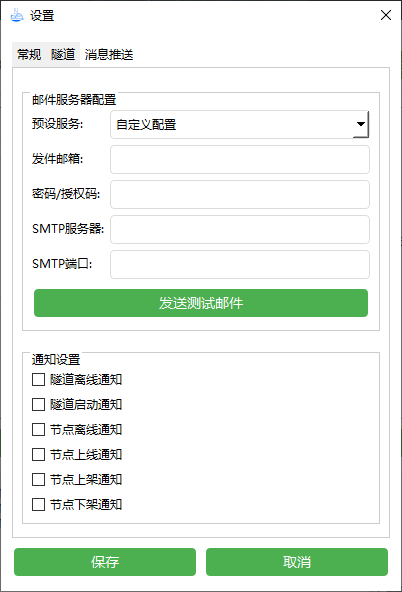 设置
常规 隧道 消息推送
邮件服务器配置
预设服务: 自定义配置
发件邮箱:
密码/授权码:
SMTP服务器:
SMTP端口:
发送测试邮件
通知设置
隧道离线通知
隧道启动通知
节点离线通知
节点上线通知
节点上架通知
节点下架通知
保存 取消